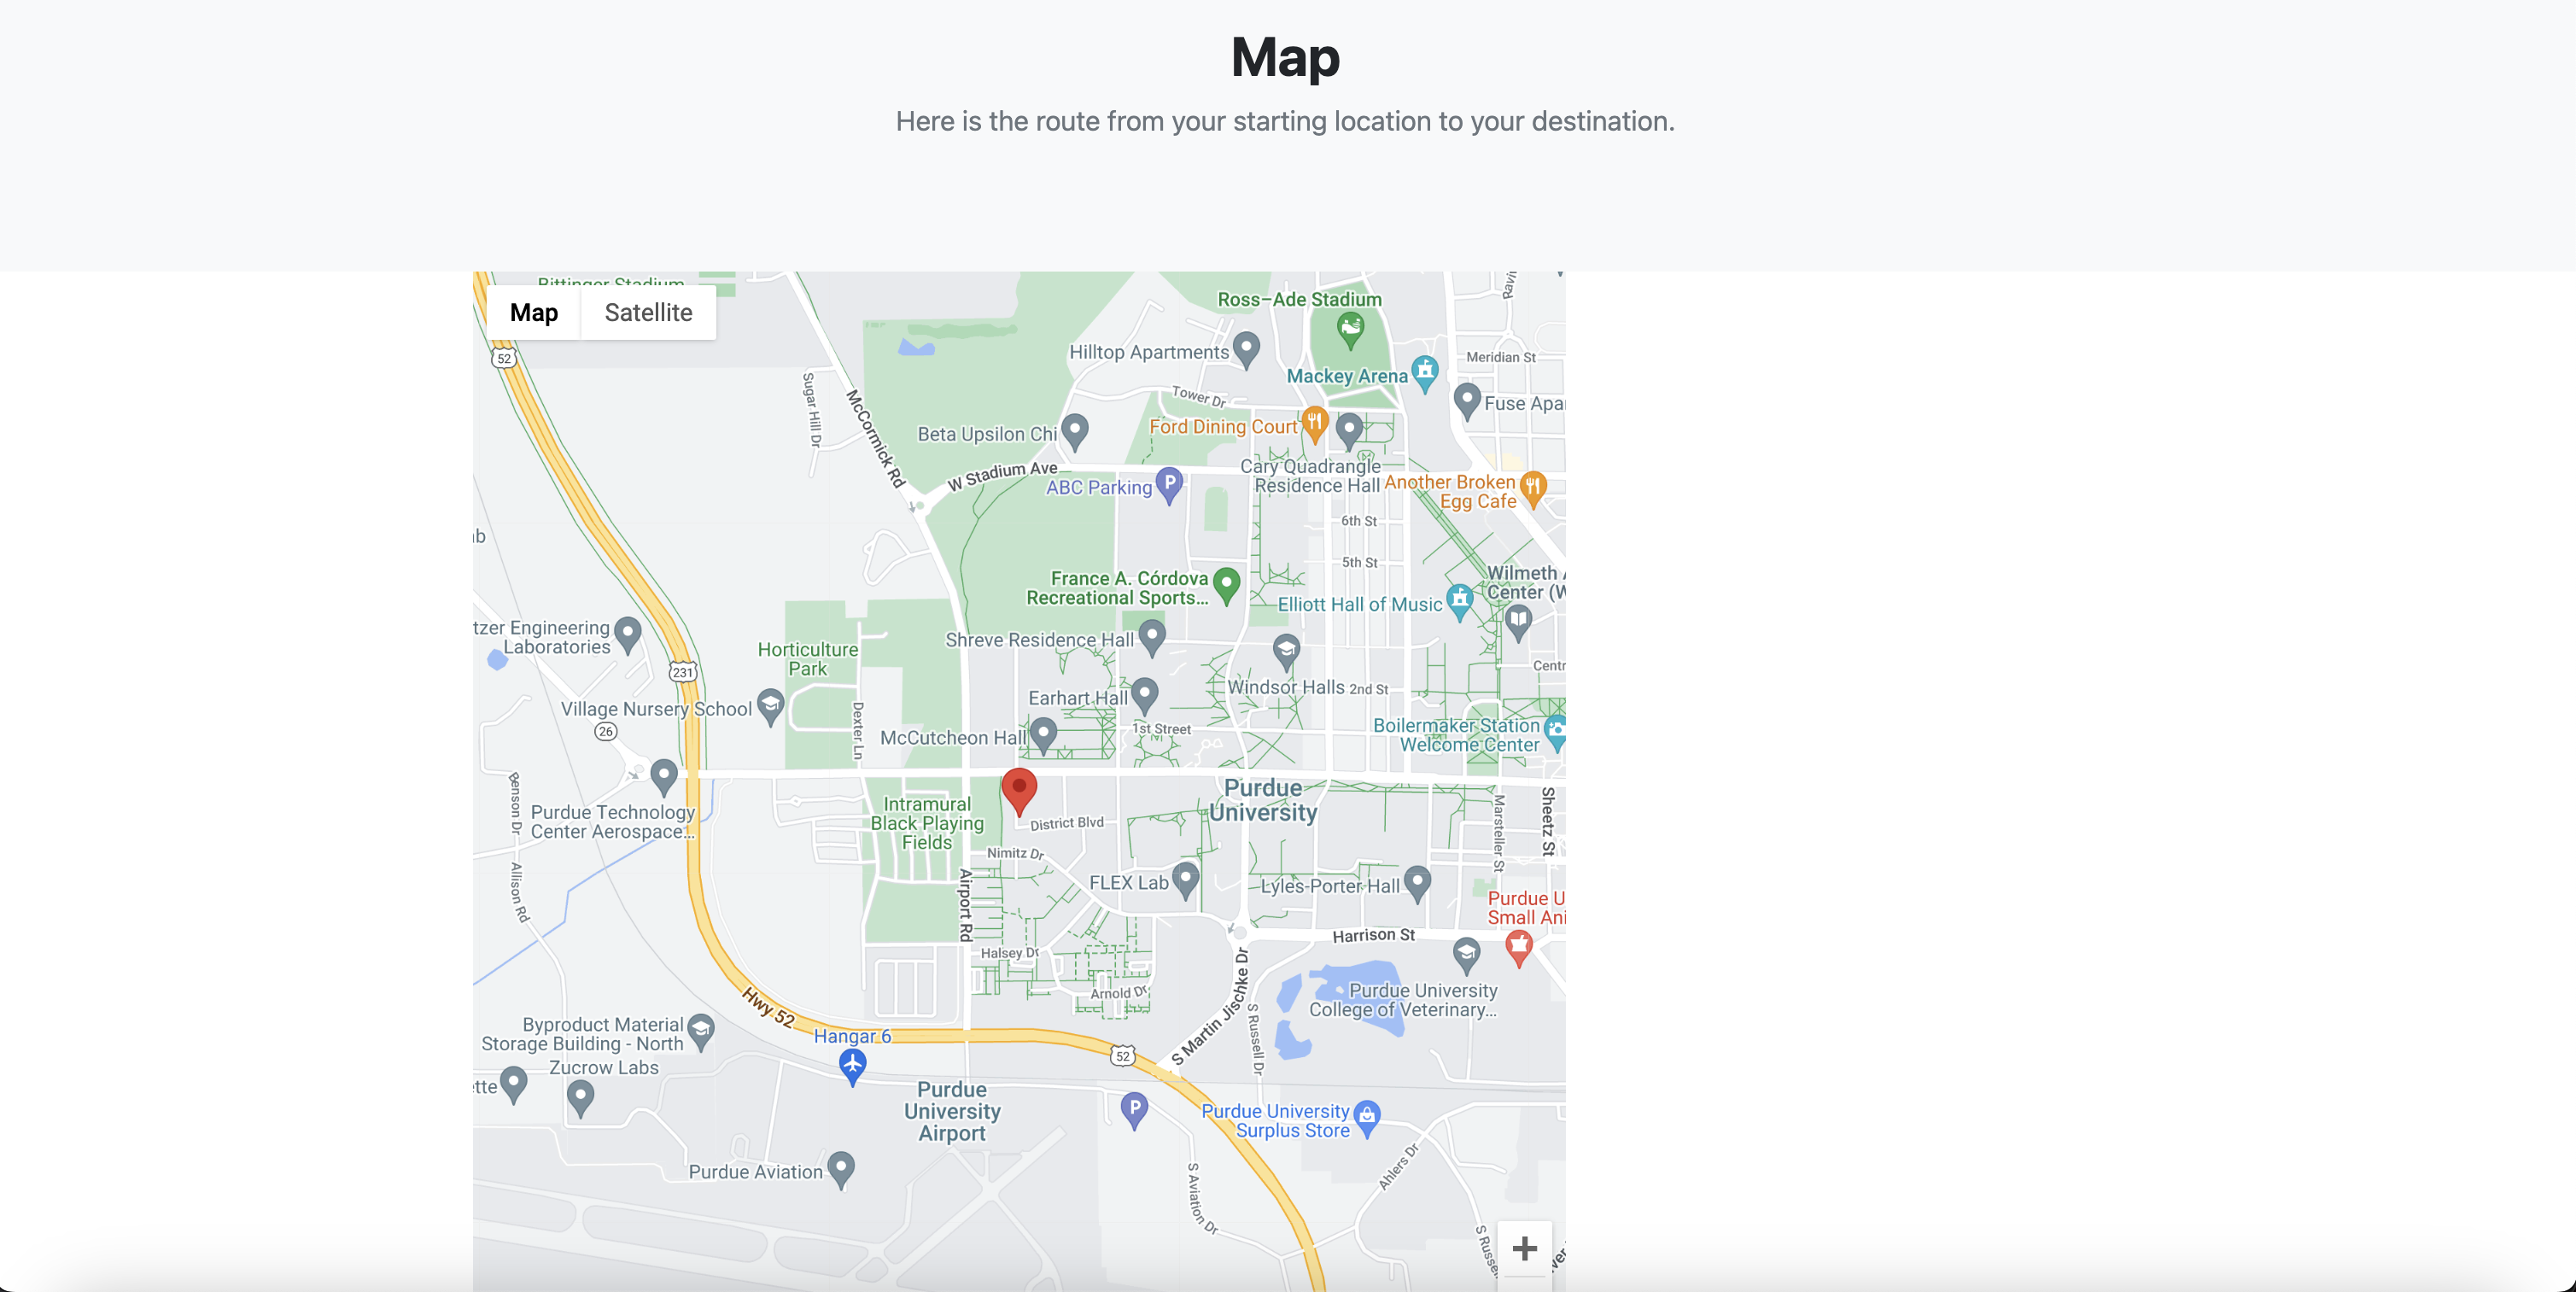 Map
Here is the route from your starting location to your destination.
Map
Satellite
Ross–Ade Stadium
52
Hilltop Apartments
Meridian St
Mackey Arena
Sugar Hill Dr
McCormick Rd
Tower Dr
Fuse Apa
Beta Upsilon Chi
Ford Dining Court
W Stadium Ave
Cary Quadrangle
Residence Hall
ABC Parking
P
Another Broken
Egg Cafe
6th St
5th St
France A. Córdova
Recreational Sports...
Wilmeth
Center (W
Elliott Hall of Music
tzer Engineering
Laboratories
Shreve Residence Hall
Horticulture
Park
231
Centr
Windsor Halls
2nd St
Earhart Hall
Village Nursery School
Dexter Ln
26
McCutcheon Hall
1st Street
Boilermaker Station
Welcome Center
Benson Dr
Purdue
University
Purdue Technology
Center Aerospace...
Intramural
Black Playing
Fields
District Blvd
Marsteller St
Sheetz St
Nimitz Dr
Allison Rd
Airport Rd
FLEX Lab
Lyles-Porter Hall
Purdue U
Small Ani
Harrison St
Halsey Dr
Arnold Dr
S Martin Jischke Dr
S Russell Dr
Purdue University
College of Veterinary...
Hwy 52
Byproduct Material
Storage Building - North
Hangar 6
52
Zucrow Labs
ette
Purdue
University
Airport
P
Purdue University
Surplus Store
Purdue Aviation
S Aviation Dr
Ahlers Dr
S Russe
+